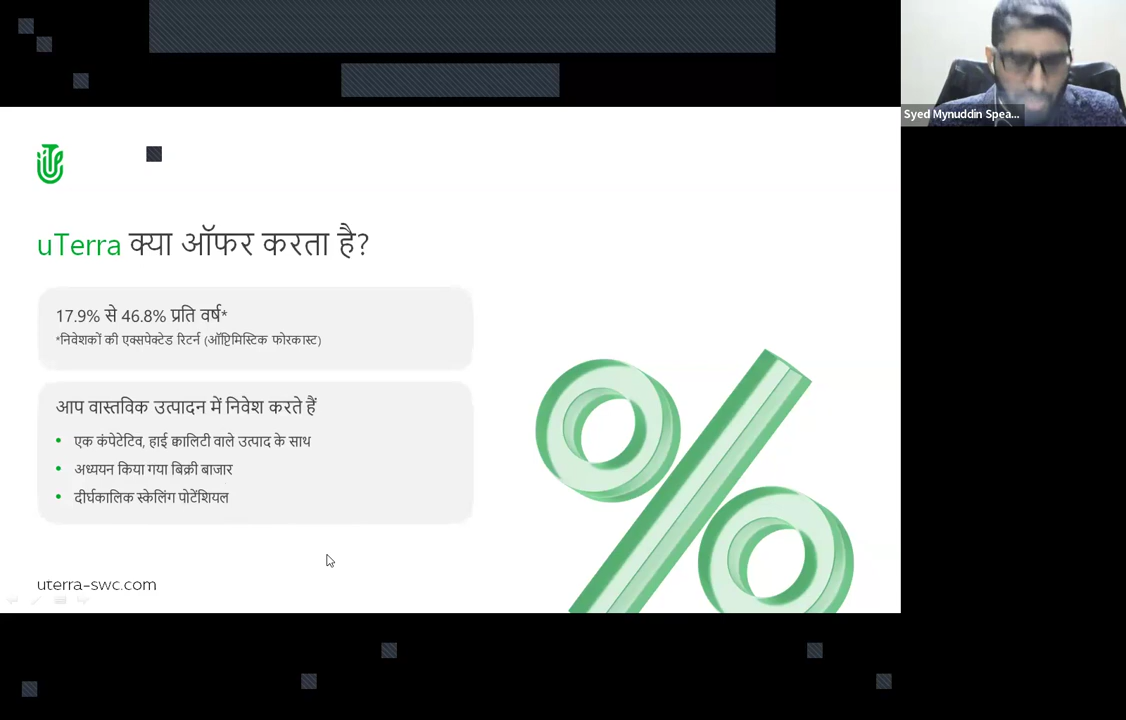 Syed Mynuddin Spea...
uTerra क्या ऑफर करता है?
17.9% से 46.8% प्रति वर्ष*
*निवेशकों की एक्सपेक्टेड रिटर्न (ऑप्टिमिस्टिक फोरकास्ट)
आप वास्तविक उत्पादन में निवेश करते हैं
• एक कंपेटेटिव, हाई क्वालिटी वाले उत्पाद के साथ
• अध्ययन किया गया बिक्री बाजार
• दीर्घकालिक स्केलिंग पोटेंशियल
uterra-swc.com